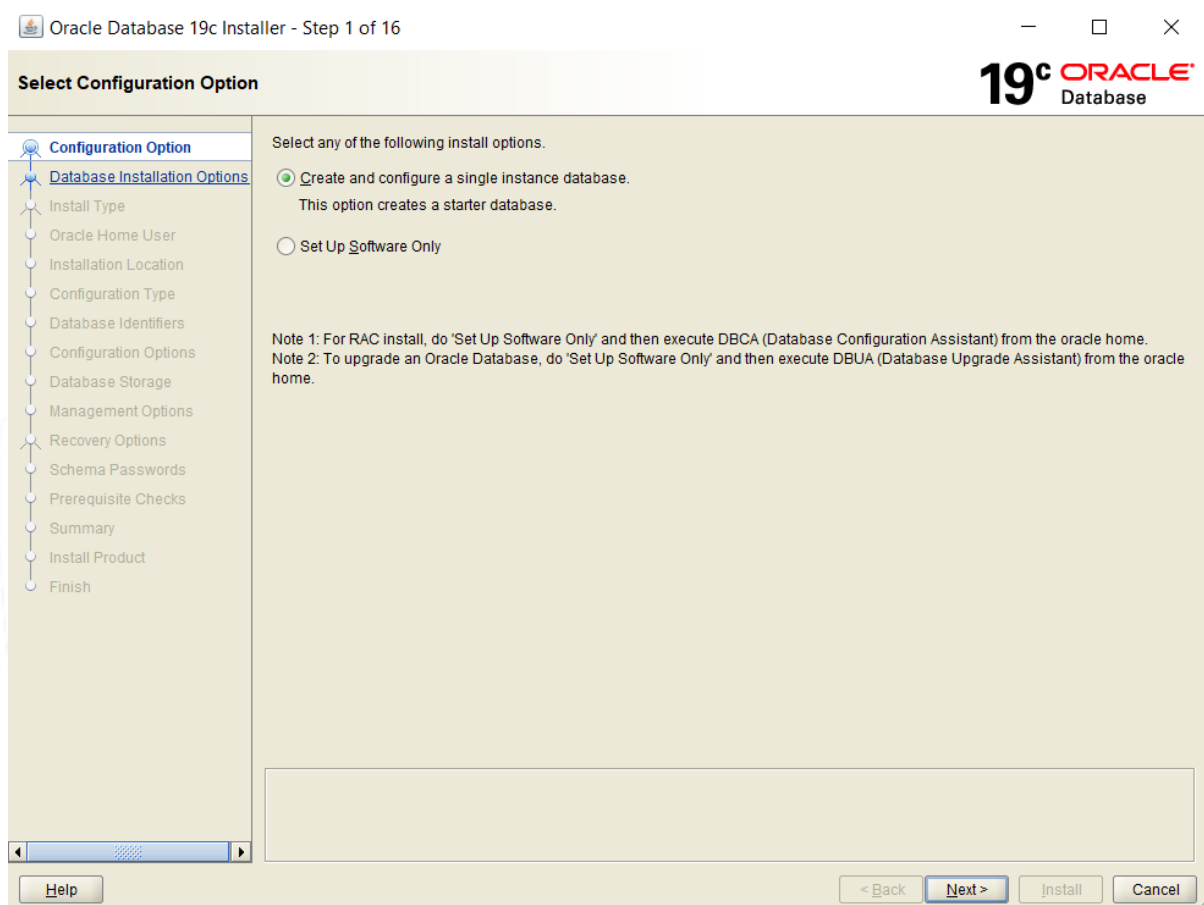 Oracle Database 19c Installer - Step 1 of 16
Select Configuration Option
19c ORACLE
Database
Configuration Option
Database Installation Options
Install Type
Oracle Home User
Installation Location
Configuration Type
Database Identifiers
Configuration Options
Database Storage
Management Options
Recovery Options
Schema Passwords
Prerequisite Checks
Summary
Install Product
Finish
Select any of the following install options.
Create and configure a single instance database.
This option creates a starter database.
Set Up Software Only
Note 1: For RAC install, do 'Set Up Software Only' and then execute DBCA (Database Configuration Assistant) from the oracle home.
Note 2: To upgrade an Oracle Database, do 'Set Up Software Only' and then execute DBUA (Database Upgrade Assistant) from the oracle
home.
Help
< Back
Next >
Install
Cancel